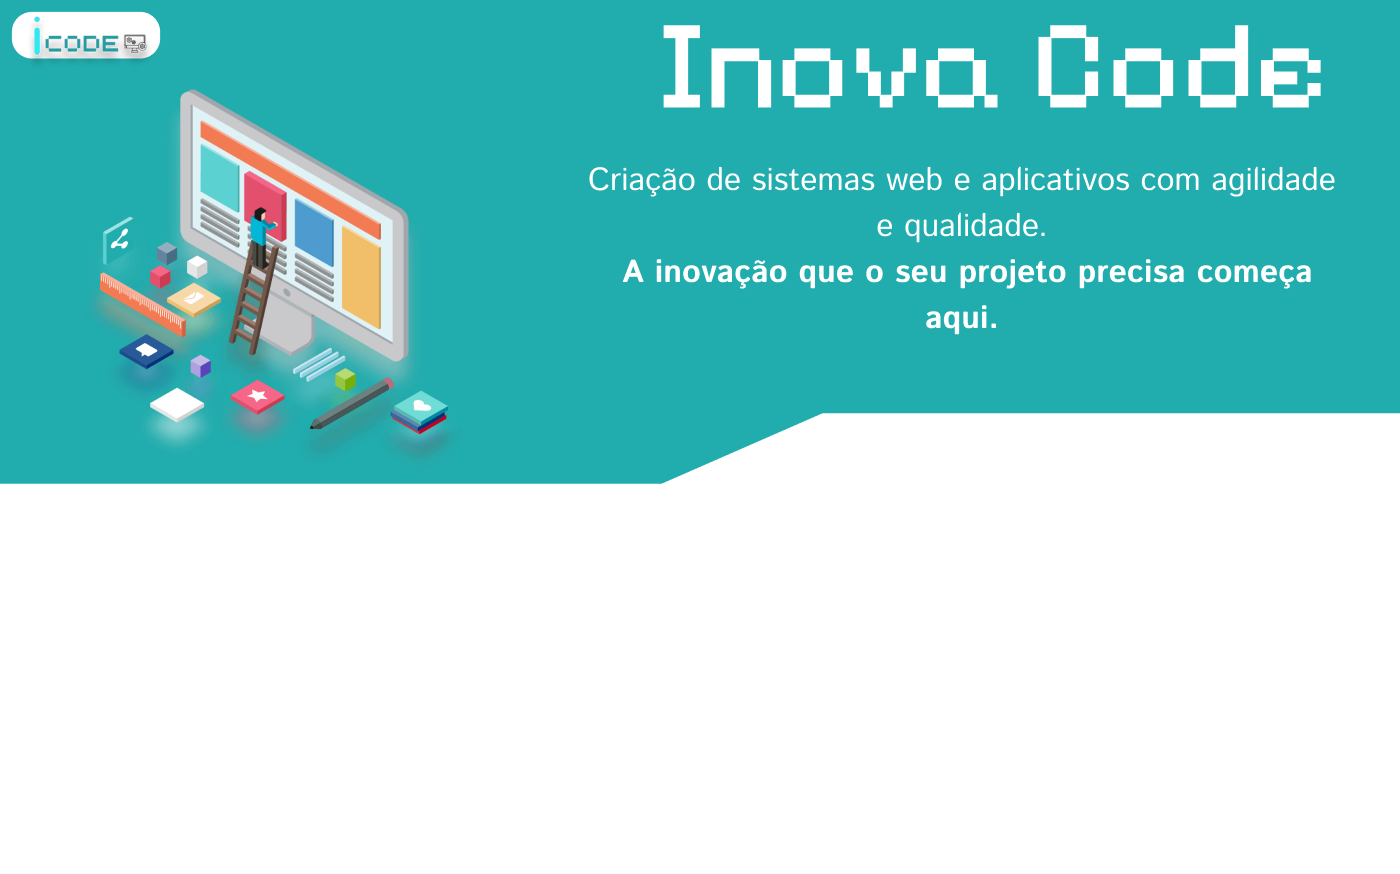 iCODE
Inova Code
Criação de sistemas web e aplicativos com agilidade
e qualidade.
A inovação que o seu projeto precisa começa
aqui.